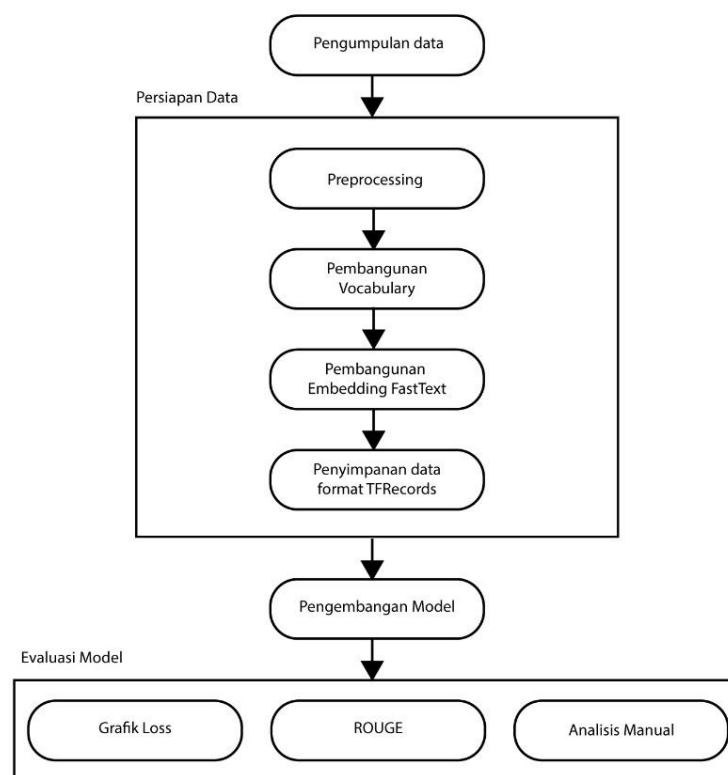 Pengumpulan data
Persiapan Data
Preprocessing
Pembangunan
Vocabulary
Pembangunan
Embedding FastText
Penyimpanan data
format TFRecords
Pengembangan Model
Evaluasi Model
Grafik Loss
ROUGE
Analisis Manual